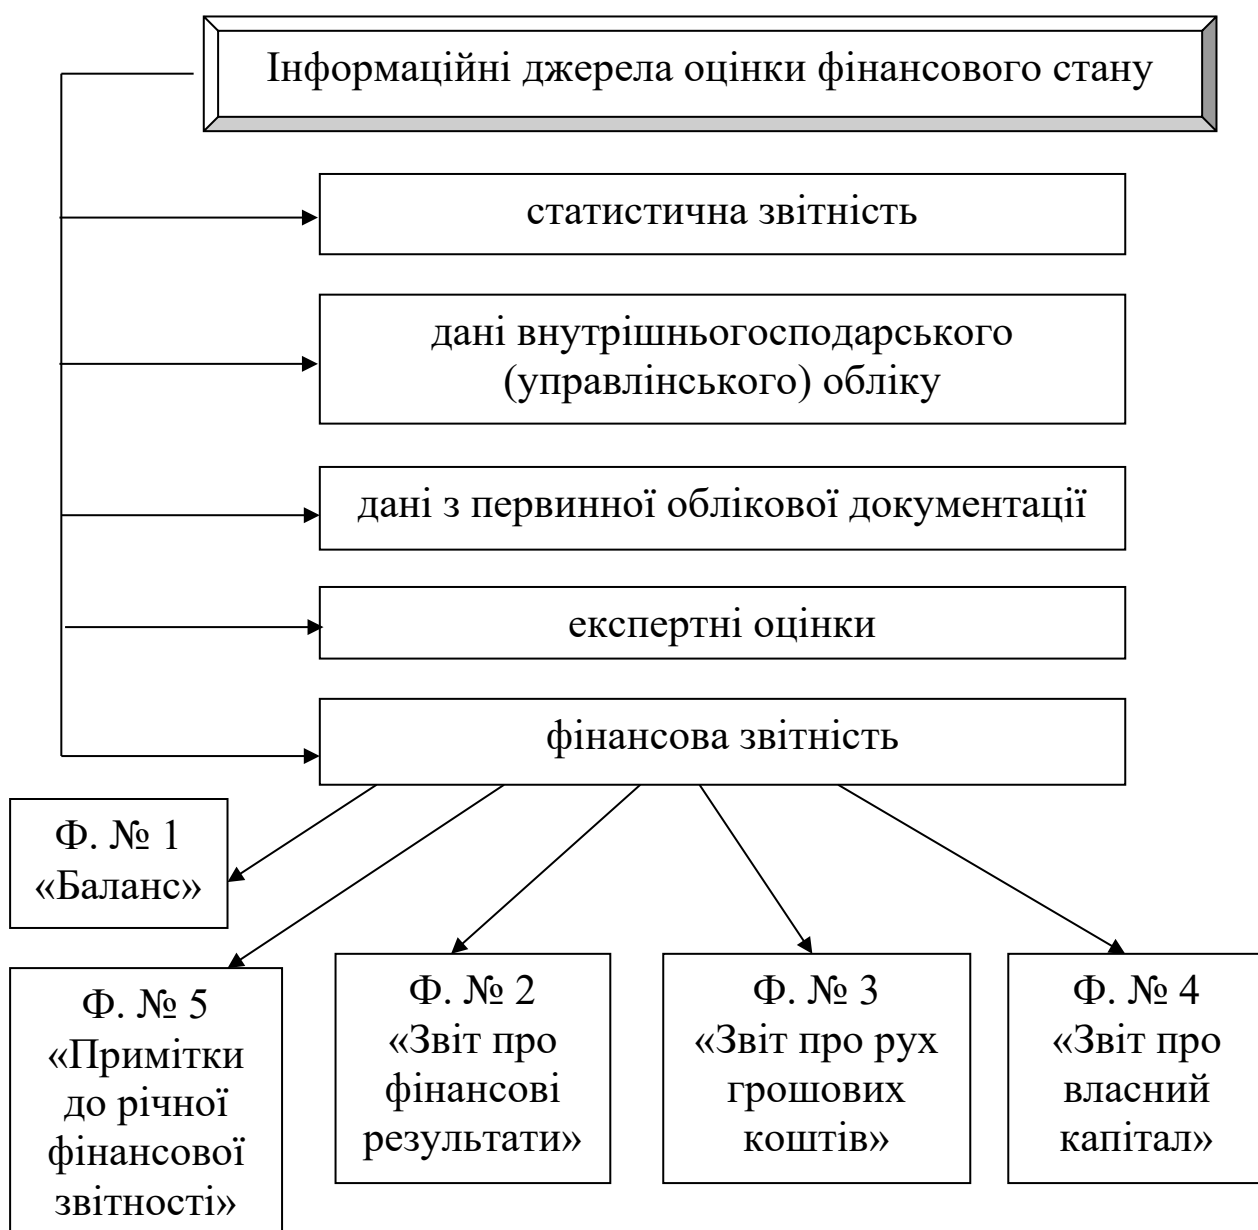 Інформаційні джерела оцінки фінансового стану
статистична звітність
дані внутрішньогосподарського
(управлінського) обліку
дані з первинної облікової документації
експертні оцінки
фінансова звітність
Ф. № 1
«Баланс»
Ф. № 5
«Примітки
до річної
фінансової
звітності»
Ф. № 2
«Звіт про
фінансові
результати»
Ф. № 3
«Звіт про рух
грошових
коштів»
Ф. № 4
«Звіт про
власний
капітал»